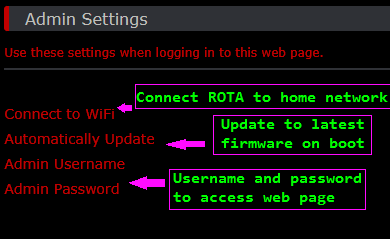 Admin Settings
Use these settings when logging in to this web page.
Connect to WiFi
Connect ROTA to home network
Automatically Update
Update to latest
firmware on boot
Admin Username
Admin Password
Username and password
to access web page